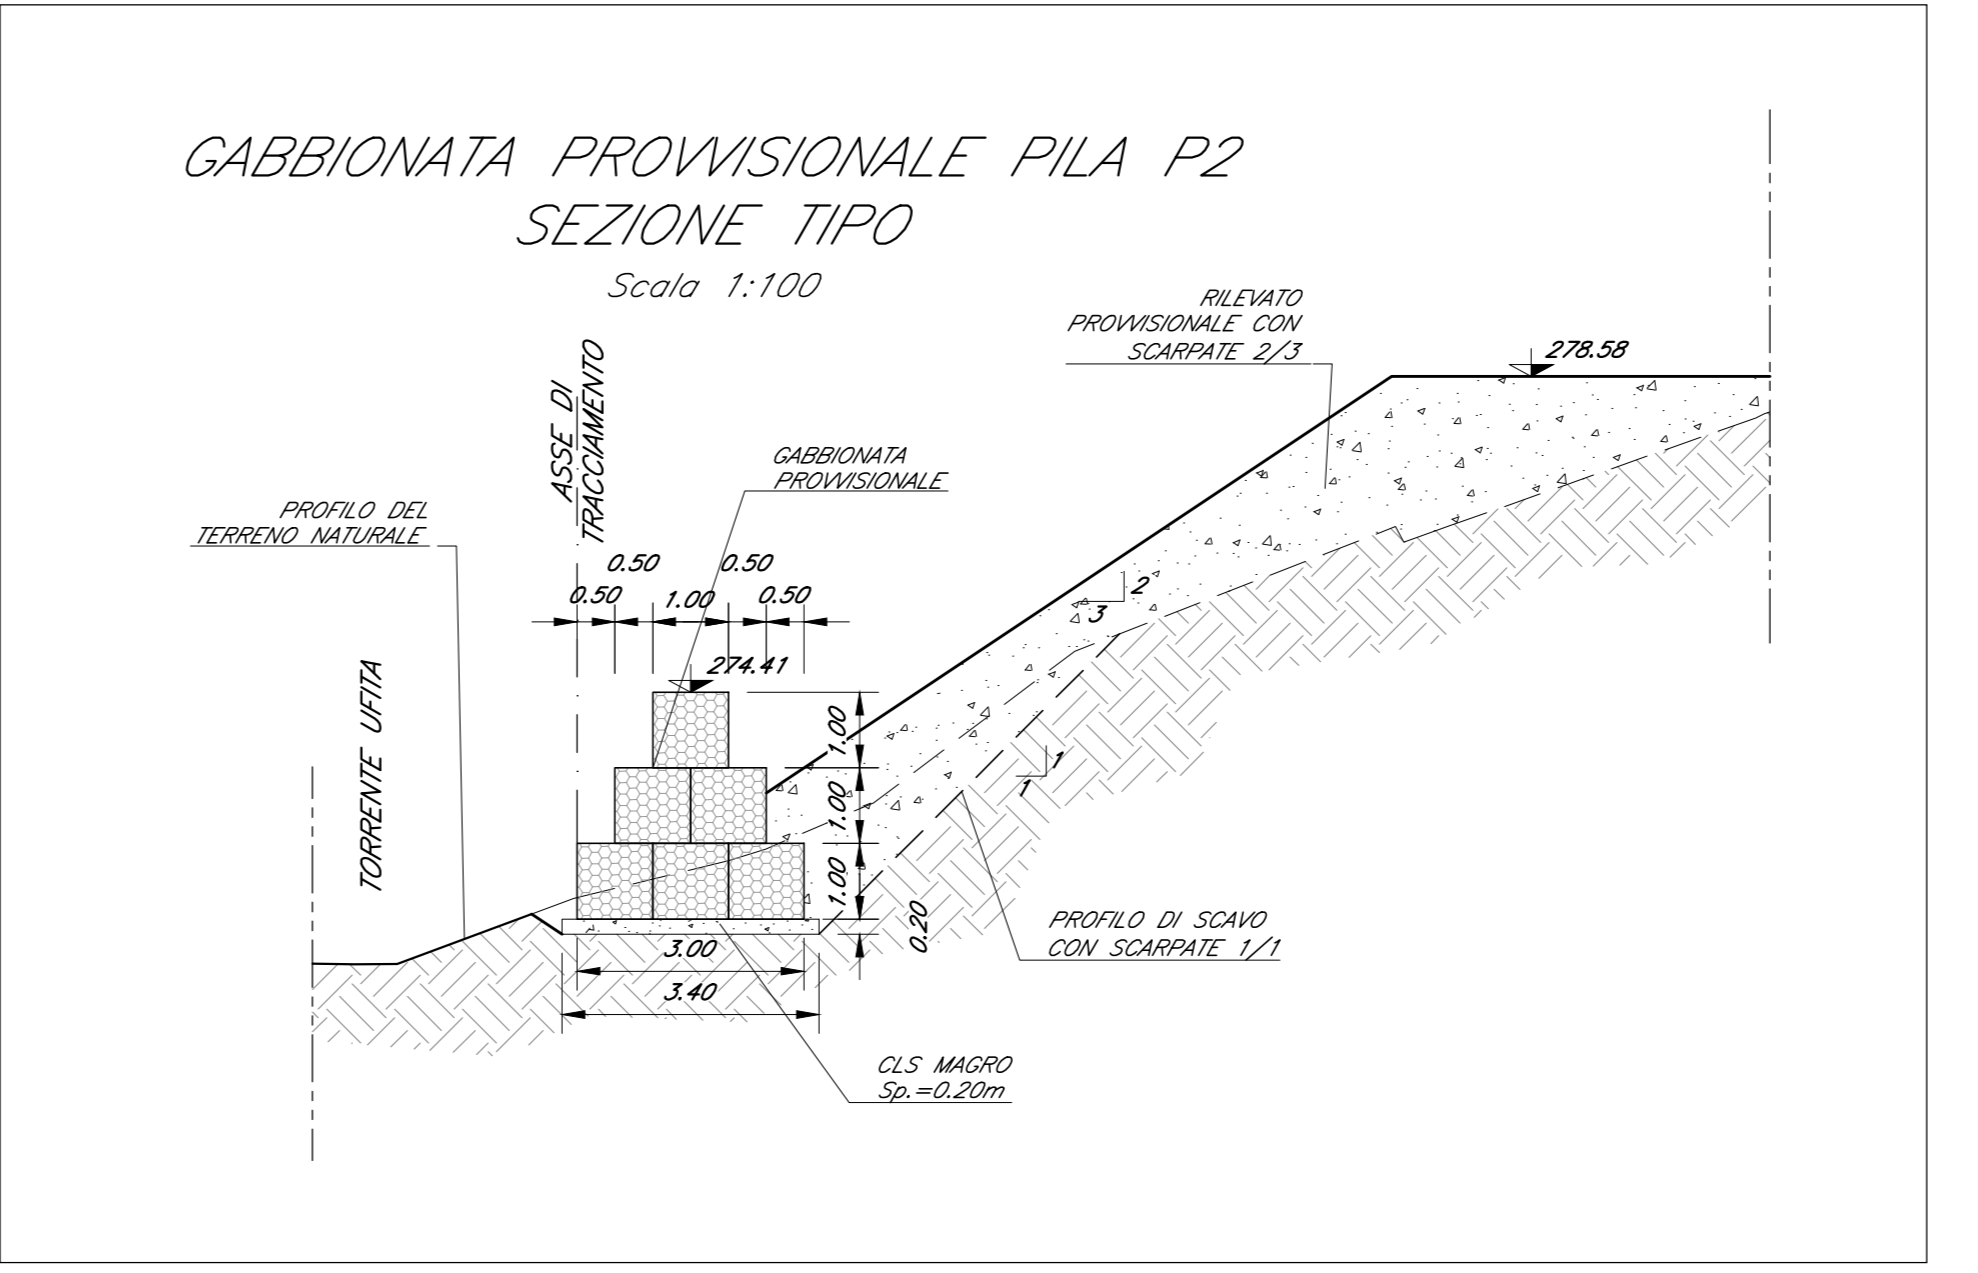 GABBIONATA PROVVISIONALE PILA P2
SEZIONE TIPO
Scala 1:100
RILEVATO
PROVVISIONALE CON
SCARPATE 2/3
278.58
ASSE DI
TRACCIAMENTO
GABBIONATA
PROVVISIONALE
PROFILO DEL
TERRENO NATURALE
0.50
0.50
0.50
1.00
0.50
2
3
274.41
TORRENTE UFITA
1.00
1.00
1.00
0.20
1
1
PROFILO DI SCAVO
CON SCARPATE 1/1
3.00
3.40
CLS MAGRO
Sp.=0.20m